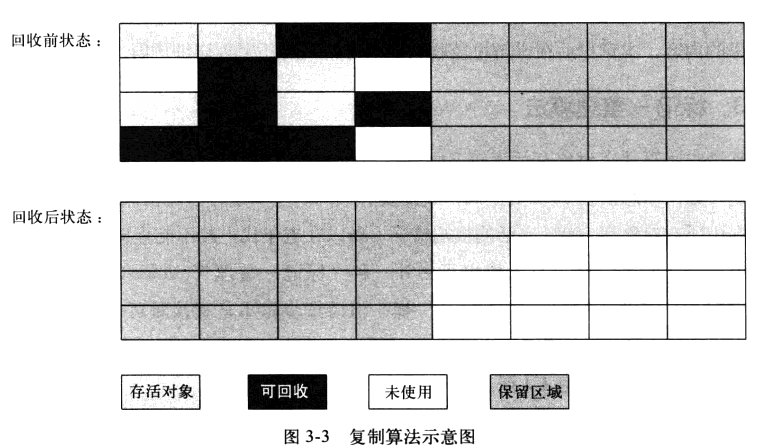 回收前状态：
回收后状态：
存活对象
可回收
未使用
保留区域
图 3-3 复制算法示意图